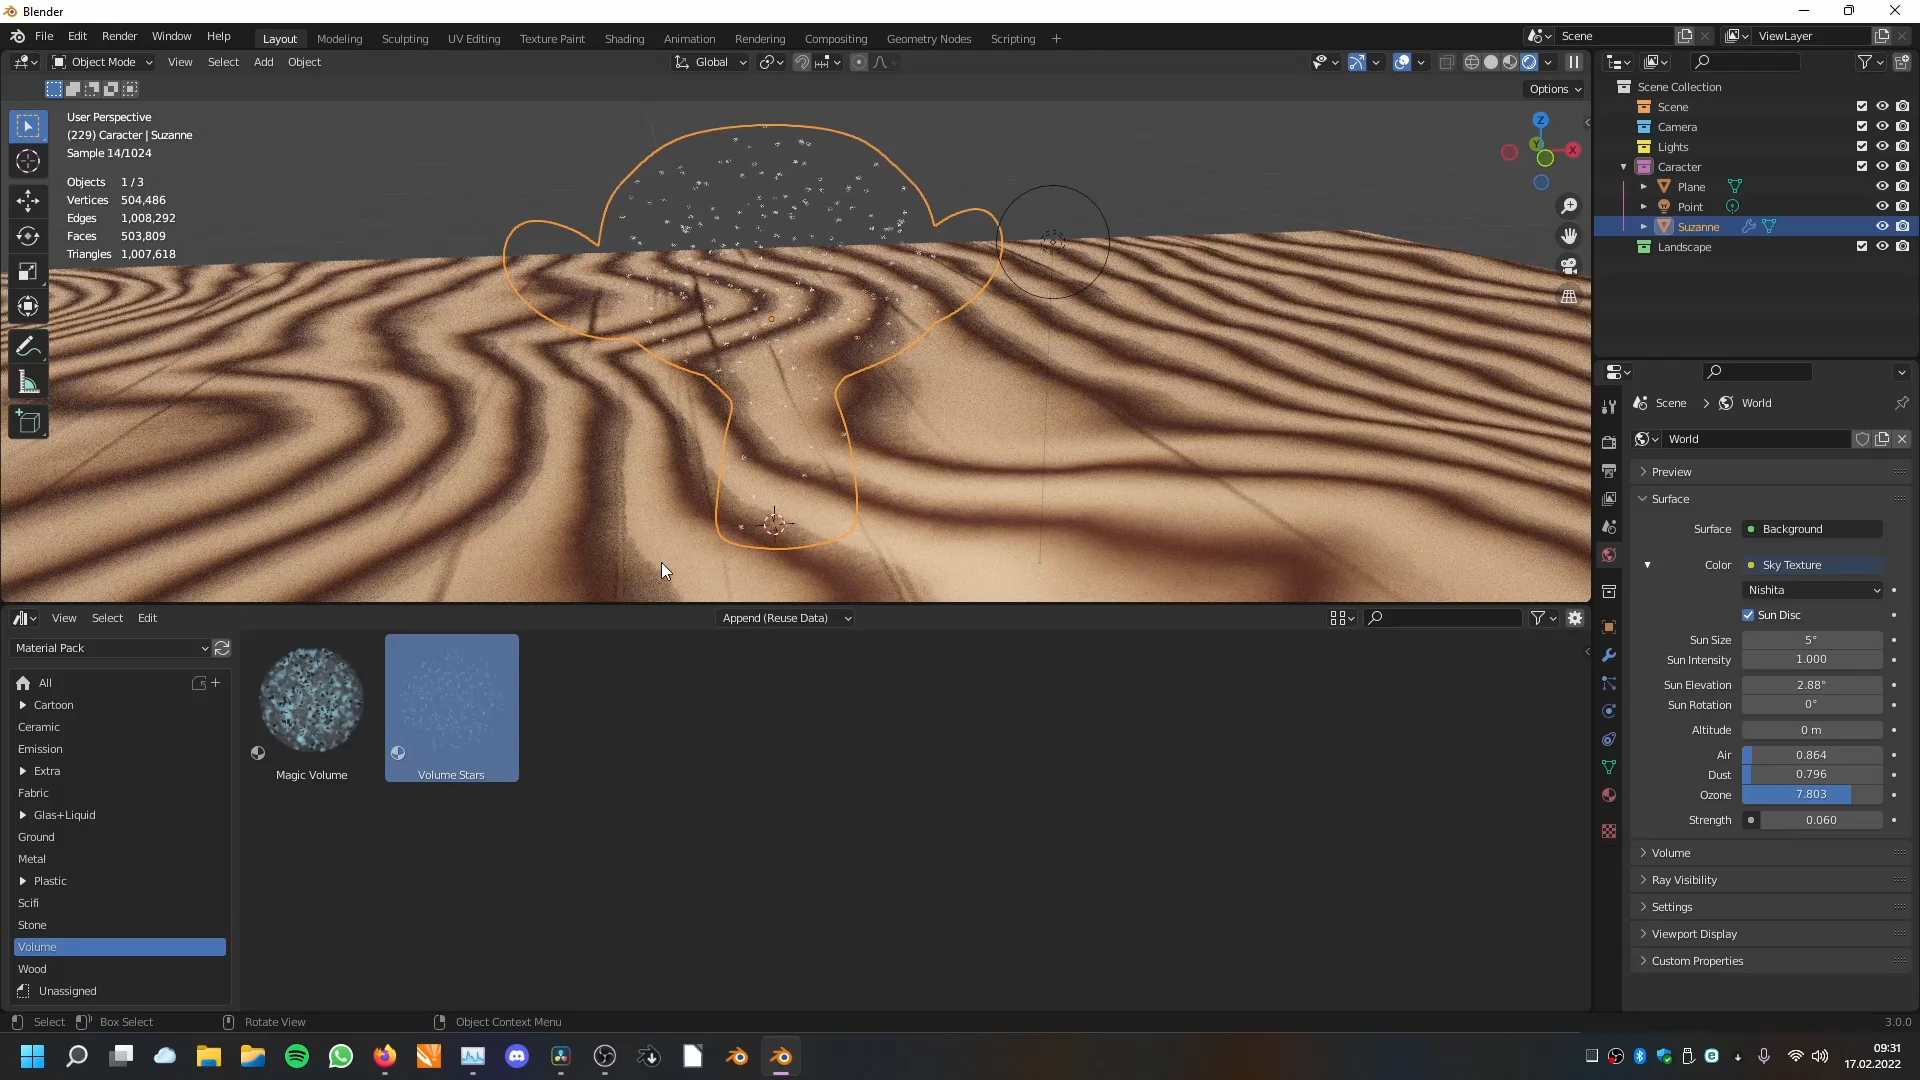 Blender
File Edit Render Window Help
Layout Modeling Sculpting UV Editing Texture Paint Shading Animation Rendering Compositing Geometry Nodes Scripting
Scene
ViewLayer
Object Mode View Select Add Object
Global
Options
User Perspective
(229) Caracter | Suzanne
Sample 14/1024
Objects 1 / 3
Vertices 504,486
Edges 1,008,292
Faces 503,809
Triangles 1,007,618
Z
Y
X
Scene Collection
Scene
Camera
Lights
Caracter
Plane
Point
Suzanne
Landscape
Scene World
World
Preview
Surface
Surface Background
Color Sky Texture
Nishita
Sun Disc
Sun Size 5°
Sun Intensity 1.000
Sun Elevation 2.88°
Sun Rotation 0°
Altitude 0 m
Air 0.864
Dust 0.796
Ozone 7.803
Strength 0.060
Volume
Ray Visibility
Settings
Viewport Display
Custom Properties
View Select Edit
Append (Reuse Data)
Material Pack
All
Cartoon
Ceramic
Emission
Extra
Fabric
Glas+Liquid
Ground
Metal
Plastic
Scifi
Stone
Volume
Wood
Unassigned
Magic Volume
Volume Stars
Select Box Select Rotate View Object Context Menu
3.0.0
09:31
17.02.2022